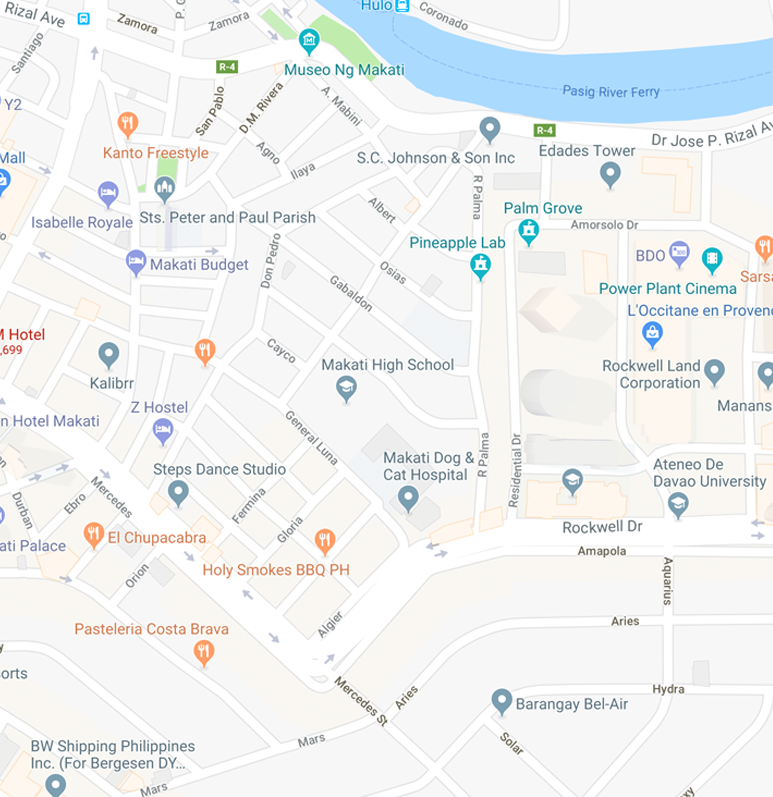 Hulo
Coronado
Rizal Ave
Zamora
P. G
Zamora
Santiago
R-4
Museo Ng Makati
Pasig River Ferry
Y2
San Pablo
D.M. Rivera
A. Mabini
Kanto Freestyle
R-4
Dr Jose P. Rizal Av
S.C. Johnson & Son Inc
Edades Tower
Mall
Agno
Ilaya
R Palma
Isabelle Royale
Sts. Peter and Paul Parish
Albert
Palm Grove
Amorsolo Dr
Pineapple Lab
Don Pedro
Makati Budget
BDO
Osias
Power Plant Cinema
Sarsa
Gabaldon
L'Occitane en Provenc
M Hotel
,699
Cayco
Makati High School
Kalibrr
Rockwell Land
Corporation
Z Hostel
Manans
n Hotel Makati
General Luna
R Palma
Residential Dr
Makati Dog &
Cat Hospital
Steps Dance Studio
Ateneo De
Davao University
Mercedes
Ebro
Durban
Fermina
Gloria
Rockwell Dr
El Chupacabra
ati Palace
Amapola
Holy Smokes BBQ PH
Orion
Aquarius
Algier
Pasteleria Costa Brava
Aries
orts
Mercedes St
Aries
Hydra
Barangay Bel-Air
Mars
Solar
BW Shipping Philippines
Inc. (For Bergesen DY...
Mars